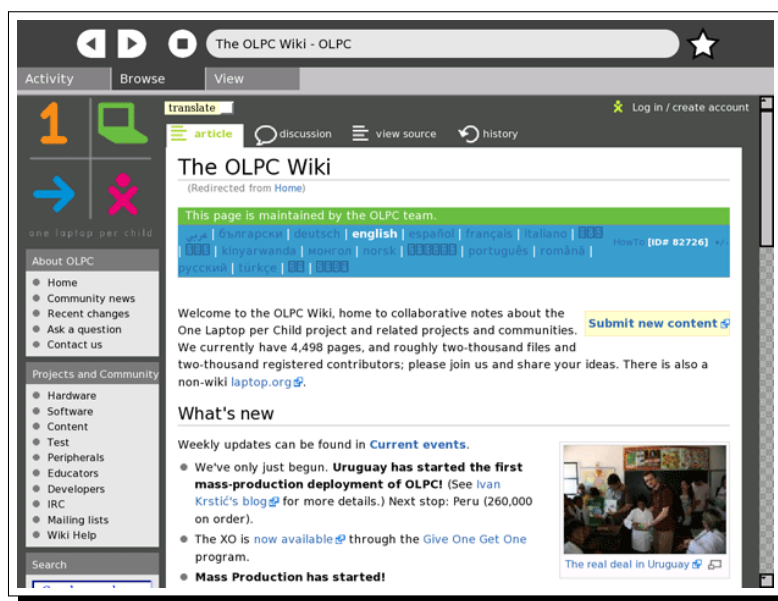 The OLPC Wiki - OLPC
Activity
Browse
View
1
one laptop per child
translate
Log in / create account
article
discussion
view source
history
The OLPC Wiki
(Redirected from Home)
This page is maintained by the OLPC team.
عربي | български | deutsch | english | español | français | italiano |
| kinyarwanda | монгол | norsk | | português | română |
русский | türkçe | |
HowTo [ID# 82726] +/-
About OLPC
Home
Community news
Recent changes
Ask a question
Contact us
Projects and Community
Hardware
Software
Content
Test
Peripherals
Educators
Developers
IRC
Mailing lists
Wiki Help
Search
Welcome to the OLPC Wiki, home to collaborative notes about the
One Laptop per Child project and related projects and communities.
We currently have 4,498 pages, and roughly two-thousand files and
two-thousand registered contributors; please join us and share your ideas. There is also a
non-wiki laptop.org.
Submit new content
What's new
Weekly updates can be found in Current events.
We've only just begun. Uruguay has started the first
mass-production deployment of OLPC! (See Ivan
Krstić's blog for more details.) Next stop: Peru (260,000
on order).
The XO is now available through the Give One Get One
program.
Mass Production has started!
The real deal in Uruguay